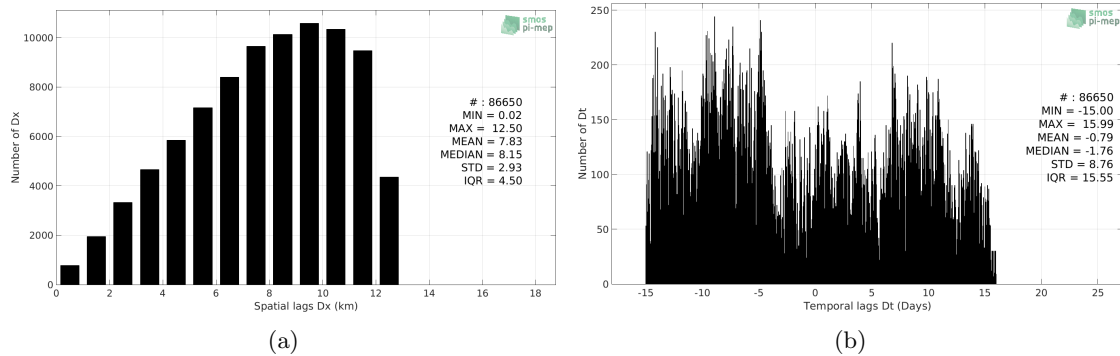 smos
pi-mep
10000
8000
6000
4000
2000
0
Number of Dx
# : 86650
MIN = 0.02
MAX = 12.50
MEAN = 7.83
MEDIAN = 8.15
STD = 2.93
IQR = 4.50
0 2 4 6 8 10 12 14 16 18
Spatial lags Dx (km)
(a)
smos
pi-mep
250
200
150
100
50
0
Number of Dt
# : 86650
MIN = -15.00
MAX = 15.99
MEAN = -0.79
MEDIAN = -1.76
STD = 8.76
IQR = 15.55
-15 -10 -5 0 5 10 15 20 25
Temporal lags Dt (Days)
(b)